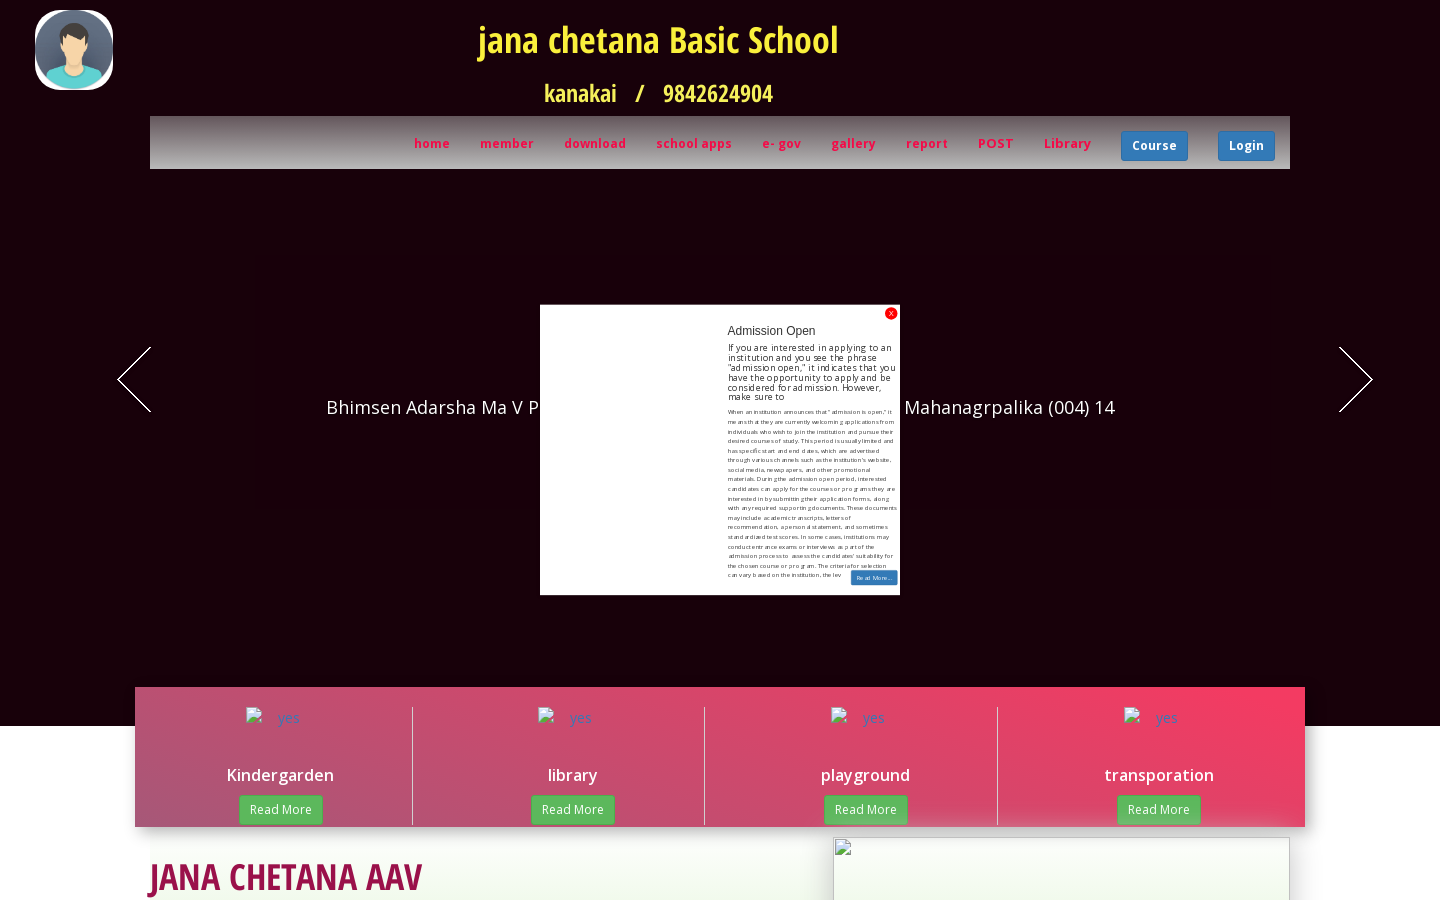 jana chetana Basic School
kanakai / 9842624904
home member download school apps e- gov gallery report POST Library Course Login
X
Admission Open
If you are interested in applying to an
institution and you see the phrase
"admission open," it indicates that you
have the opportunity to apply and be
considered for admission. However,
make sure to
When an institution announces that "admission is open," it
means that they are currently welcoming applications from
individuals who wish to join the institution and pursue their
desired courses of study. This period is usually limited and
has specific start and end dates, which are advertised
through various channels such as the institution's website,
social media, newspapers, and other promotional
materials. During the admission open period, interested
candidates can apply for the courses or programs they are
interested in by submitting their application forms, along
with any required supporting documents. These documents
may include academic transcripts, letters of
recommendation, a personal statement, and sometimes
standardized test scores. In some cases, institutions may
conduct entrance exams or interviews as part of the
admission process to assess the candidates' suitability for
the chosen course or program. The criteria for selection
can vary based on the institution, the lev
Read More...
Bhimsen Adarsha Ma V P Mahanagrpalika (004) 14
yes yes yes yes
Kindergarden library playground transporation
Read More Read More Read More Read More
JANA CHETANA AAV